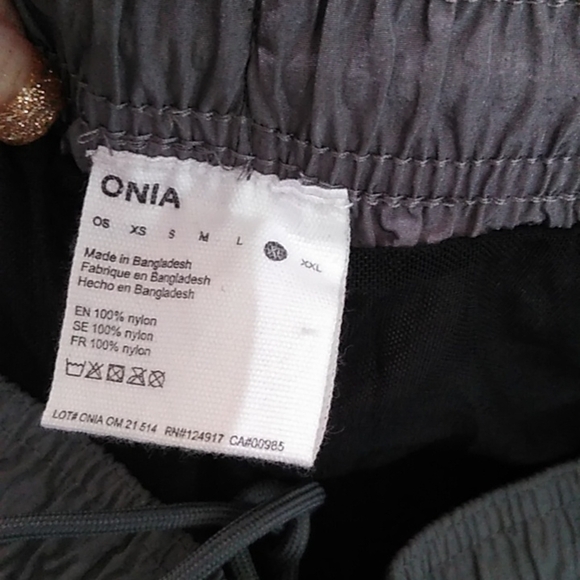 ONIA
OS XS S M L XL XXL
Made in Bangladesh
Fabrique en Bangladesh
Hecho en Bangladesh
EN 100% nylon
SE 100% nylon
FR 100% nylon
LOT# ONIA OM 21 514 RN#124917 CA#00985